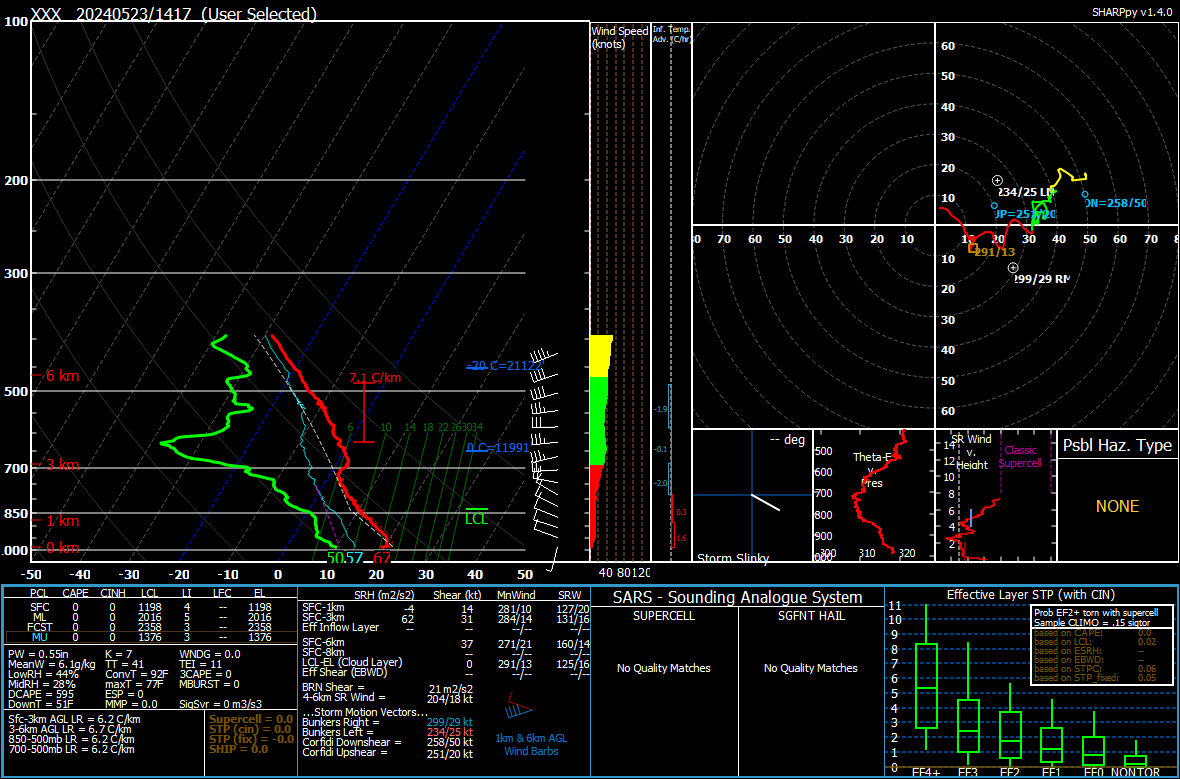 XXX 20240523/1417 (User Selected)
SHARPpy v1.4.0
100
200
300
500
700
850
000
6 km
3 km
1 km
0 km
7.1 C/km
0 C=11991
LCL
6 10 14 18 22 26 30 34
50 57 67
-50 -40 -30 -20 -10 0 10 20 30 40 50
Wind Speed
(knots)
40 80120
Inf. Temp.
Adv. (C/hr)
-1.9
-0.1
-2.0
0.3
1.6
60
50
40
30
20
10
80 70 60 50 40 30 20 10 10 20 30 40 50 60 70 8
10
20
30
40
50
60
234/25 LM
DN=258/50
291/13
299/29 RM
-- deg
Storm Slinky
500
600
700
800
900
Theta-E
v.
Pres
310 320
SR Wind
v.
Height
14
12
10
8
6
4
2
Classic
Supercell
Psbl Haz. Type
NONE
PCL CAPE CINH LCL LI LFC EL
SFC 0 0 1198 4 -- 1198
ML 0 0 2016 5 -- 2016
FCST 0 0 2358 5 -- 2358
MU 0 0 1376 3 -- 1376
PW = 0.55in K = 7 WNDG = 0.0
MeanW = 6.1g/kg TT = 41 TEI = 11
LowRH = 44% ConvT = 92F 3CAPE = 0
MidRH = 28% maxT = 77F MBURST = 0
DCAPE = 595 ESP = 0
DownT = 51F MMP = 0.0 SigSvr = 0 m3/s3
Sfc-3km AGL LR = 6.2 C/km
3-6km AGL LR = 6.7 C/km
850-500mb LR = 6.2 C/km
700-500mb LR = 6.2 C/km
Supercell = 0.0
STP (cin) = 0.0
STP (fix) = -0.0
SHIP = 0.0
SRH (m2/s2) Shear (kt) MnWind SRW
SFC-1km -4 14 281/10 127/20
SFC-3km 62 31 284/14 131/16
Eff Inflow Layer -- -- --/-- --/--
SFC-6km 37 271/21 160/14
SFC-8km -- --/-- --/--
LCL-EL (Cloud Layer) 0 291/13 125/16
Eff Shear (EBWD) -- --/-- --/--
BRN Shear = 21 m2/s2
4-6km SR Wind = 204/18 kt
...Storm Motion Vectors...
Bunkers Right = 299/29 kt
Bunkers Left = 234/25 kt
Corfidi Downshear = 258/50 kt
Corfidi Upshear = 251/20 kt
1km & 6km AGL
Wind Barbs
SARS - Sounding Analogue System
SUPERCELL SGFNT HAIL
No Quality Matches No Quality Matches
Effective Layer STP (with CIN)
11
10
9
8
7
6
5
4
3
2
1
0
EF4+ EF3 EF2 EF1 EF0 NONTOR
Prob EF2+ torn with supercell
Sample CLIMO = .15 sigtor
based on CAPE: 0.0
based on LCL: 0.02
based on ESRH: --
based on EBWD: --
based on STPC: 0.06
based on STP_fixed: 0.05